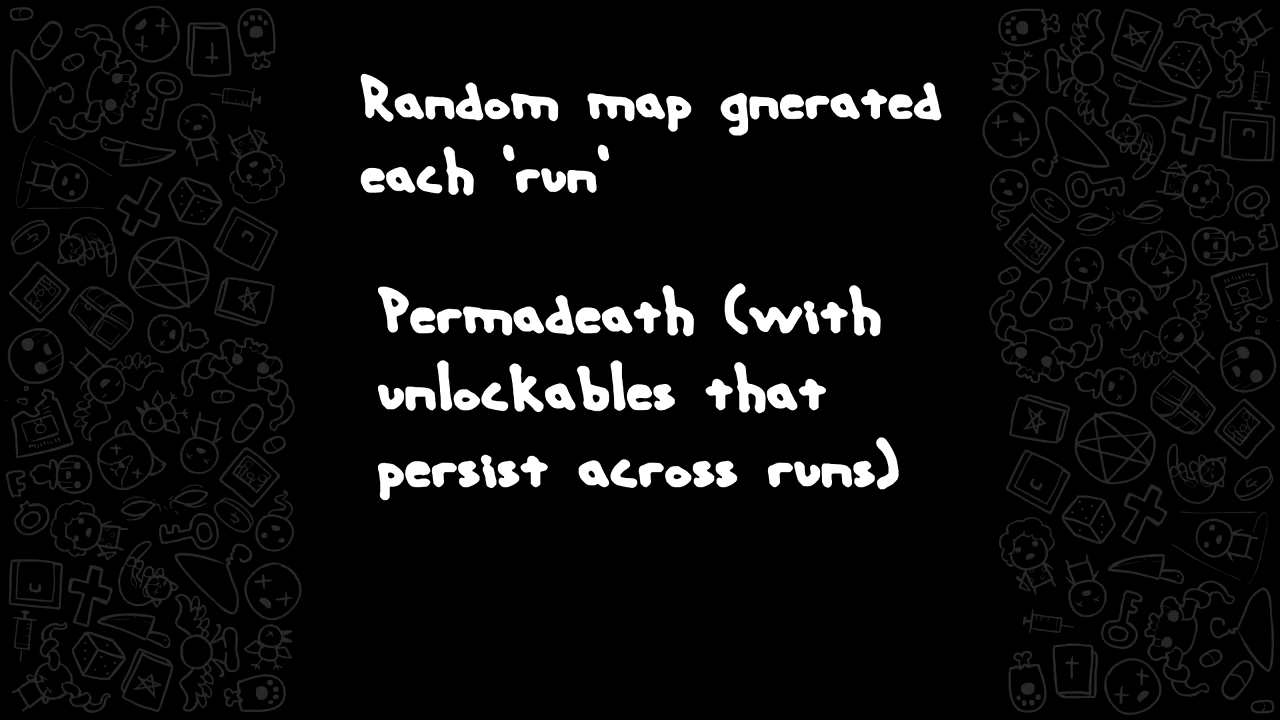 Random map gnerated
each 'run'
Permadeath (with
unlockables that
persist across runs)